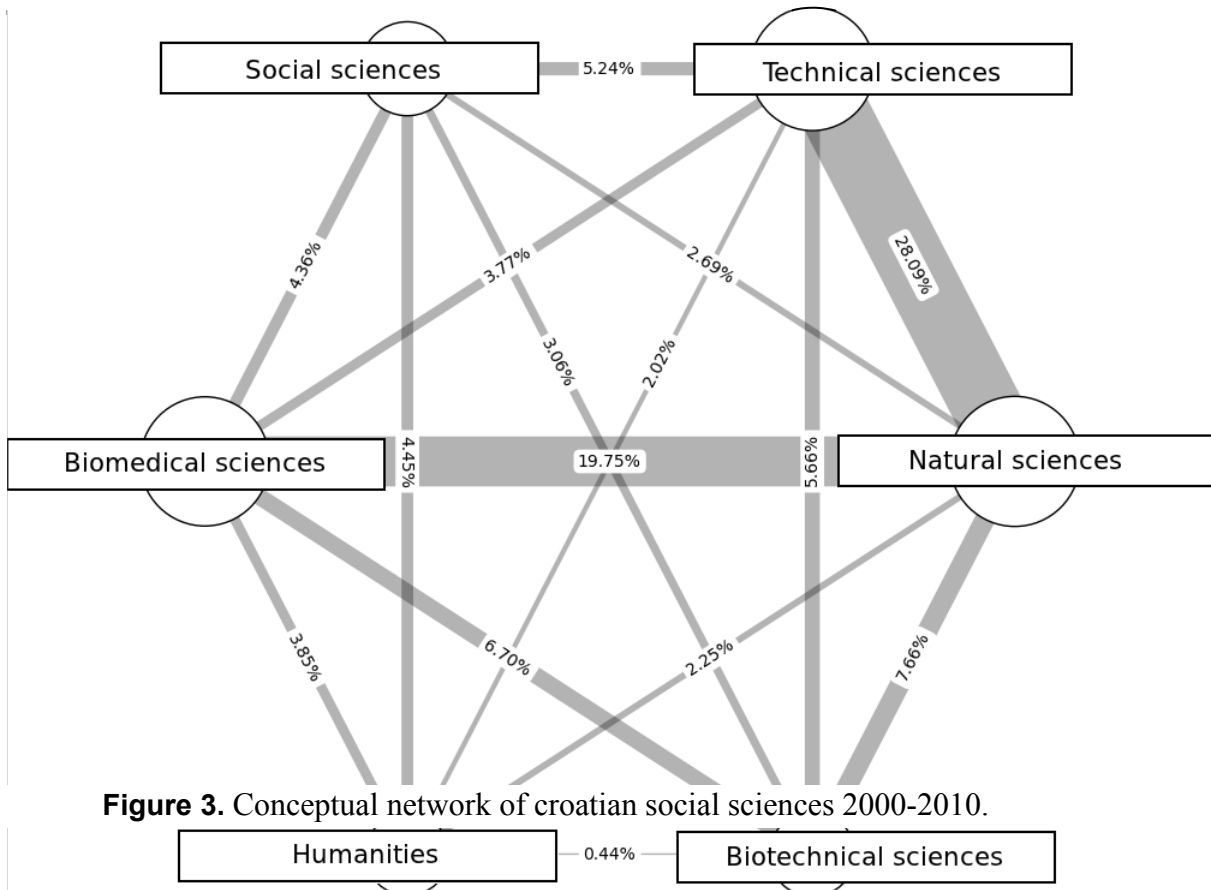 Social sciences
5.24%
Technical sciences
4.36%
3.77%
2.69%
28.09%
3.06%
2.02%
Biomedical sciences
4.45%
19.75%
5.66%
Natural sciences
3.85%
6.70%
2.25%
7.66%
Figure 3. Conceptual network of croatian social sciences 2000-2010.
Humanities
0.44%
Biotechnical sciences